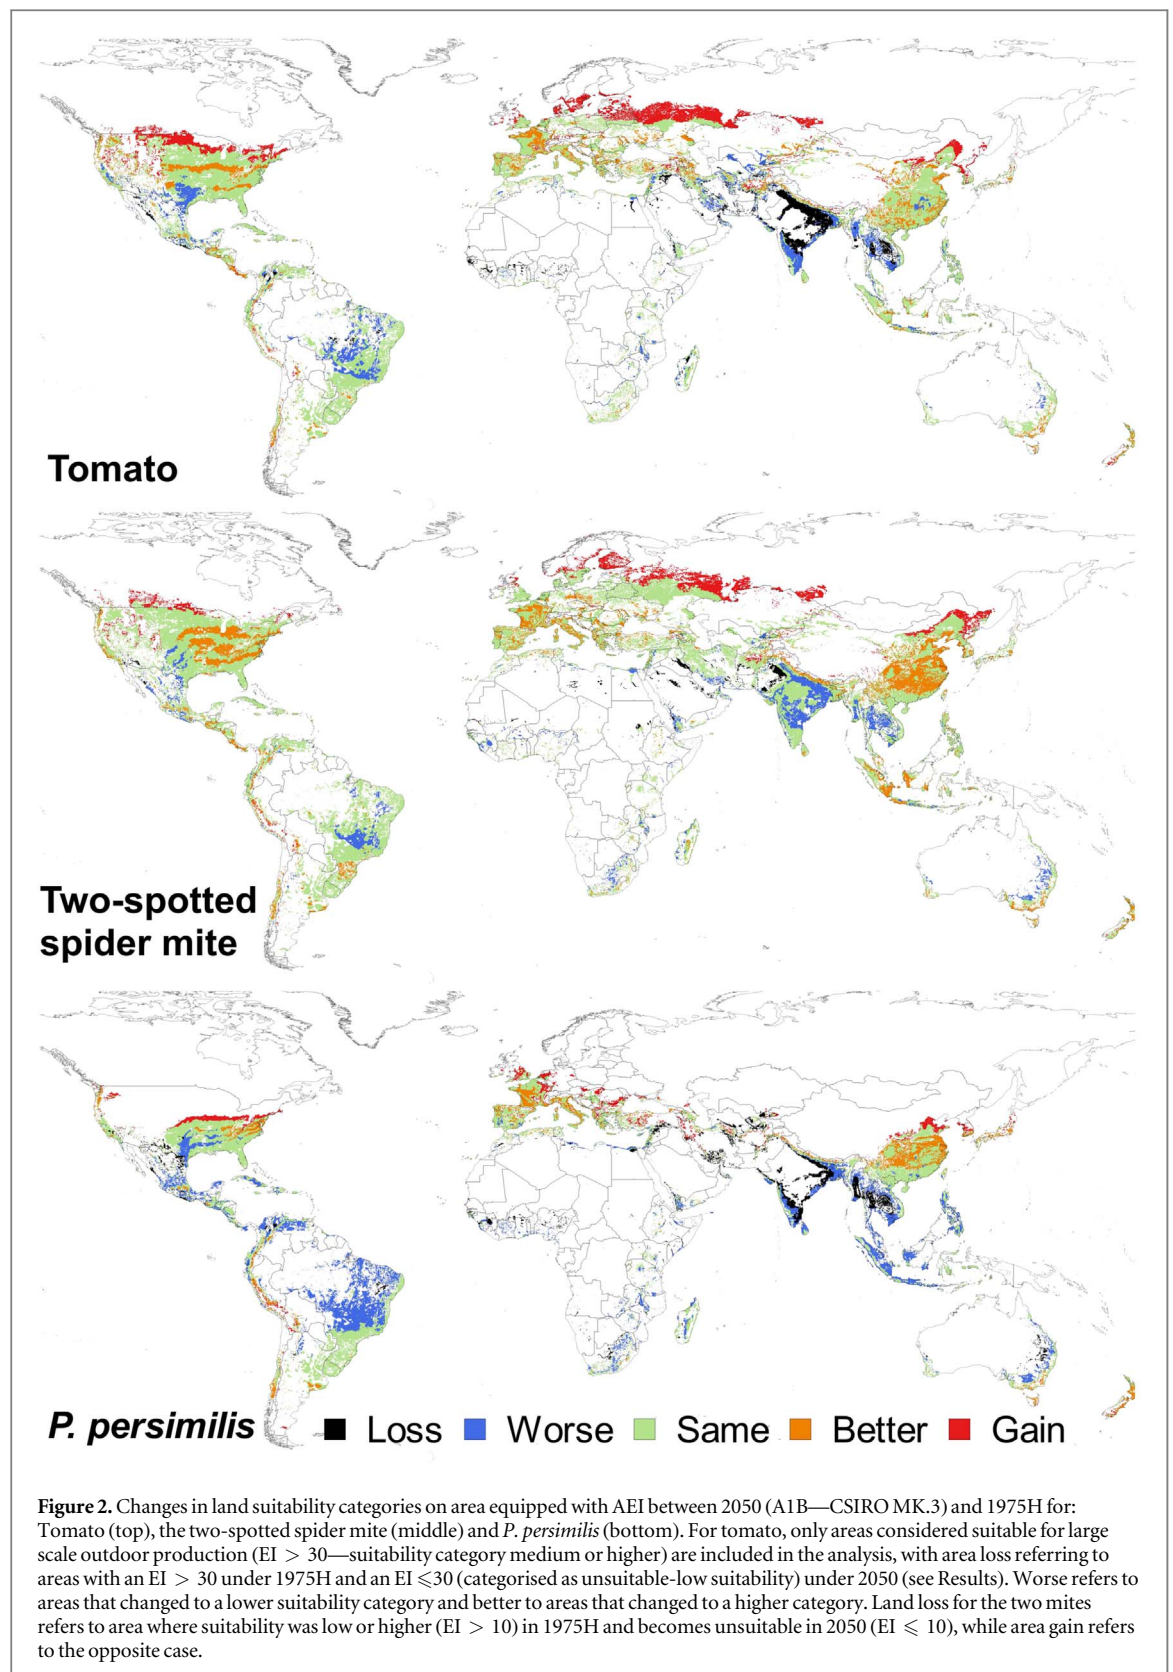 Tomato
Two-spotted
spider mite
P. persimilis
Loss
Worse
Same
Better
Gain
Figure 2. Changes in land suitability categories on area equipped with AEI between 2050 (A1B—CSIRO MK.3) and 1975H for:
Tomato (top), the two-spotted spider mite (middle) and P. persimilis (bottom). For tomato, only areas considered suitable for large
scale outdoor production (EI > 30—suitability category medium or higher) are included in the analysis, with area loss referring to
areas with an EI > 30 under 1975H and an EI ⩽30 (categorised as unsuitable-low suitability) under 2050 (see Results). Worse refers to
areas that changed to a lower suitability category and better to areas that changed to a higher category. Land loss for the two mites
refers to area where suitability was low or higher (EI > 10) in 1975H and becomes unsuitable in 2050 (EI ⩽ 10), while area gain refers
to the opposite case.